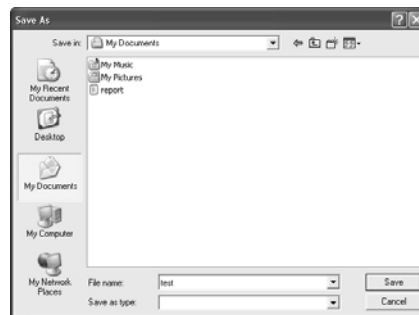 Save As
Save in: My Documents
My Recent Documents
Desktop
My Documents
My Computer
My Network Places
My Music
My Pictures
report
File name: test Save
Save as type: Cancel